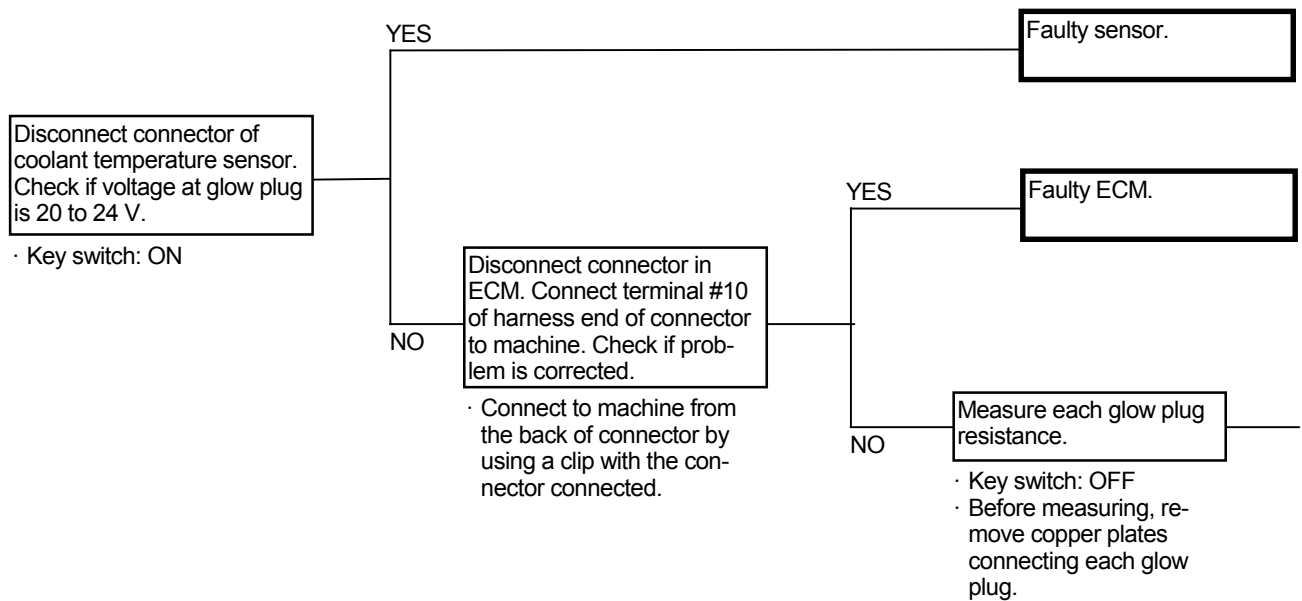 YES
Faulty sensor.
Disconnect connector of
coolant temperature sensor.
Check if voltage at glow plug
is 20 to 24 V.
· Key switch: ON
YES
Faulty ECM.
NO
Disconnect connector in
ECM. Connect terminal #10
of harness end of connector
to machine. Check if prob-
lem is corrected.
· Connect to machine from
the back of connector by
using a clip with the con-
nector connected.
NO
Measure each glow plug
resistance.
· Key switch: OFF
· Before measuring, re-
move copper plates
connecting each glow
plug.